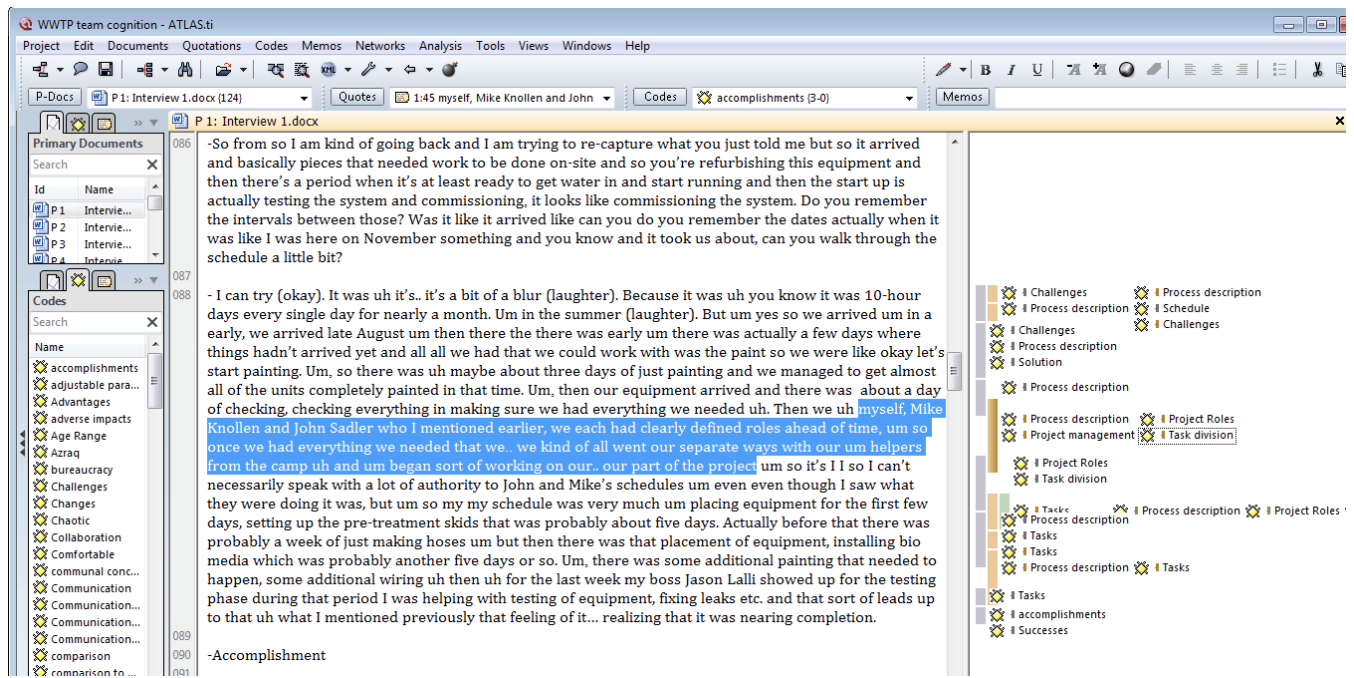 WWTP team cognition - ATLAS.ti
Project Edit Documents Quotations Codes Memos Networks Analysis Tools Views Windows Help
B I U A A
P-Docs P 1: Interview 1.docx {124} Quotes 1:45 myself, Mike Knollen and John Codes accomplishments {3-0} Memos
P 1: Interview 1.docx
Primary Documents
Search
Id Name
P 1 Intervie...
P 2 Intervie...
P 3 Intervie...
P 4 Intervie
Codes
Search
Name
accomplishments
adjustable para...
Advantages
adverse impacts
Age Range
Azraq
bureaucracy
Challenges
Changes
Chaotic
Collaboration
Comfortable
communal conc...
Communication
Communication...
Communication...
Communication...
comparison
comparison to ...
086
-So from so I am kind of going back and I am trying to re-capture what you just told me but so it arrived
and basically pieces that needed work to be done on-site and so you're refurbishing this equipment and
then there's a period when it's at least ready to get water in and start running and then the start up is
actually testing the system and commissioning, it looks like commissioning the system. Do you remember
the intervals between those? Was it like it arrived like can you do you remember the dates actually when it
was like I was here on November something and you know and it took us about, can you walk through the
schedule a little bit?
087
088
- I can try (okay). It was uh it's.. it's a bit of a blur (laughter). Because it was uh you know it was 10-hour
days every single day for nearly a month. Um in the summer (laughter). But um yes so we arrived um in a
early, we arrived late August um then there the there was early um there was actually a few days where
things hadn't arrived yet and all all we had that we could work with was the paint so we were like okay let's
start painting. Um, so there was uh maybe about three days of just painting and we managed to get almost
all of the units completely painted in that time. Um, then our equipment arrived and there was about a day
of checking, checking everything in making sure we had everything we needed uh. Then we uh myself, Mike
Knollen and John Sadler who I mentioned earlier, we each had clearly defined roles ahead of time, um so
once we had everything we needed that we.. we kind of all went our separate ways with our um helpers
from the camp uh and um began sort of working on our.. our part of the project um so it's I I so I can't
necessarily speak with a lot of authority to John and Mike's schedules um even even though I saw what
they were doing it was, but um so my my schedule was very much um placing equipment for the first few
days, setting up the pre-treatment skids that was probably about five days. Actually before that there was
probably a week of just making hoses um but then there was that placement of equipment, installing bio
media which was probably another five days or so. Um, there was some additional painting that needed to
happen, some additional wiring uh then uh for the last week my boss Jason Lalli showed up for the testing
phase during that period I was helping with testing of equipment, fixing leaks etc. and that sort of leads up
to that uh what I mentioned previously that feeling of it... realizing that it was nearing completion.
089
090
-Accomplishment
091
Challenges Process description
Process description Schedule
Challenges Challenges
Process description
Solution
Process description
Process description Project Roles
Project management Task division
Project Roles
Task division
Tasks Process description Project Roles
Process description
Tasks
Tasks
Process description Tasks
Tasks
accomplishments
Successes